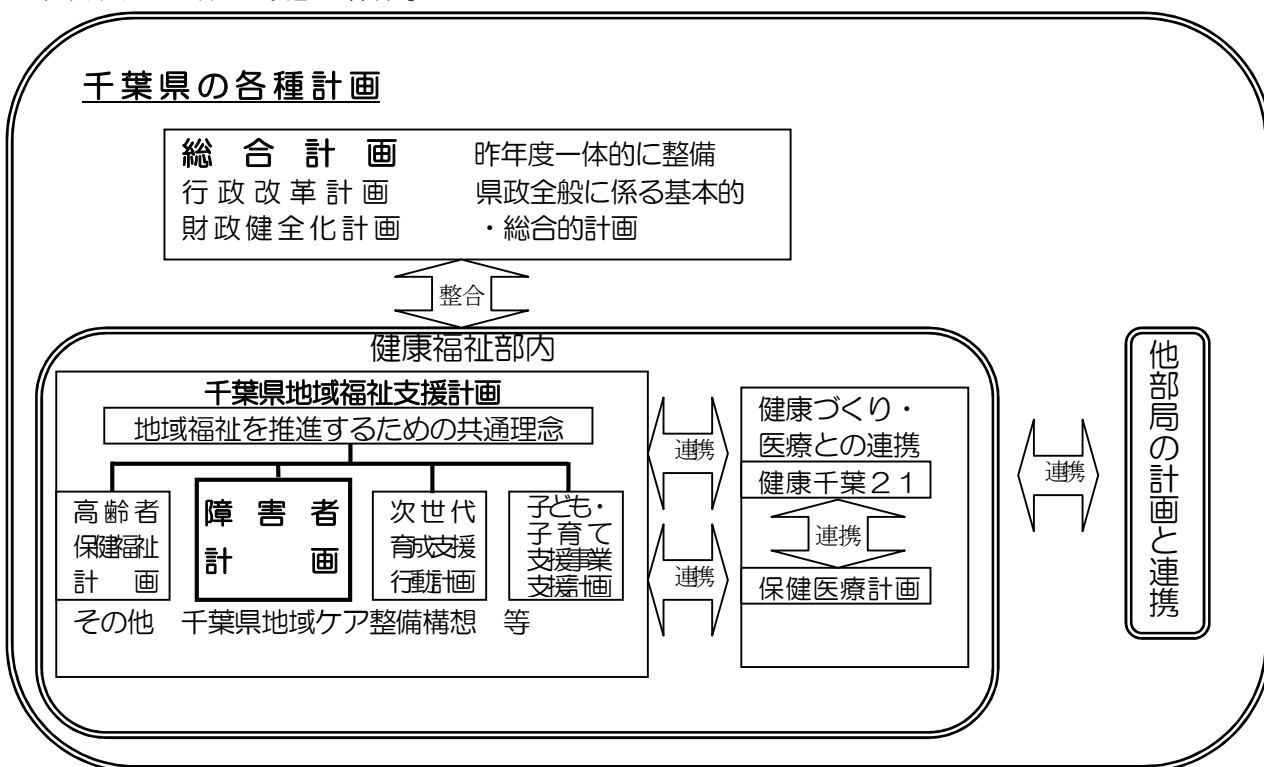 千葉県の各種計画
総合計画　昨年度一体的に整備
行政改革計画　県政全般に係る基本的
財政健全化計画　・総合的計画
整合
健康福祉部内
千葉県地域福祉支援計画
地域福祉を推進するための共通理念
高齢者
保健福祉
計画
障害者
計画
次世代
育成支援
行動計画
子ども・
子育て
支援事業
支援計画
その他　千葉県地域ケア整備構想　等
連携
連携
健康づくり・
医療との連携
健康千葉２１
連携
保健医療計画
連携
他部局の計画と連携